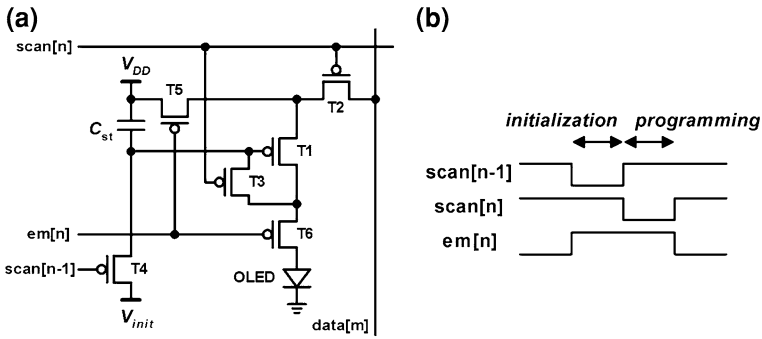 (a)
scan[n]
VDD
T5
T2
Cst
T1
T3
em[n]
T6
scan[n-1]
T4
OLED
Vinit
data[m]
(b)
initialization programming
scan[n-1]
scan[n]
em[n]